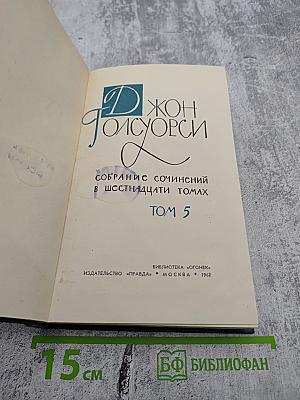 ДЖОН
ГОЛСУОРСИ
СОБРАНИЕ СОЧИНЕНИЙ
В ШЕСТНАДЦАТИ ТОМАХ
ТОМ 5
БИБЛИОТЕКА «ОГОНЕК»
ИЗДАТЕЛЬСТВО «ПРАВДА» • МОСКВА • 1962
15 см
БФ БИБЛИОФАН